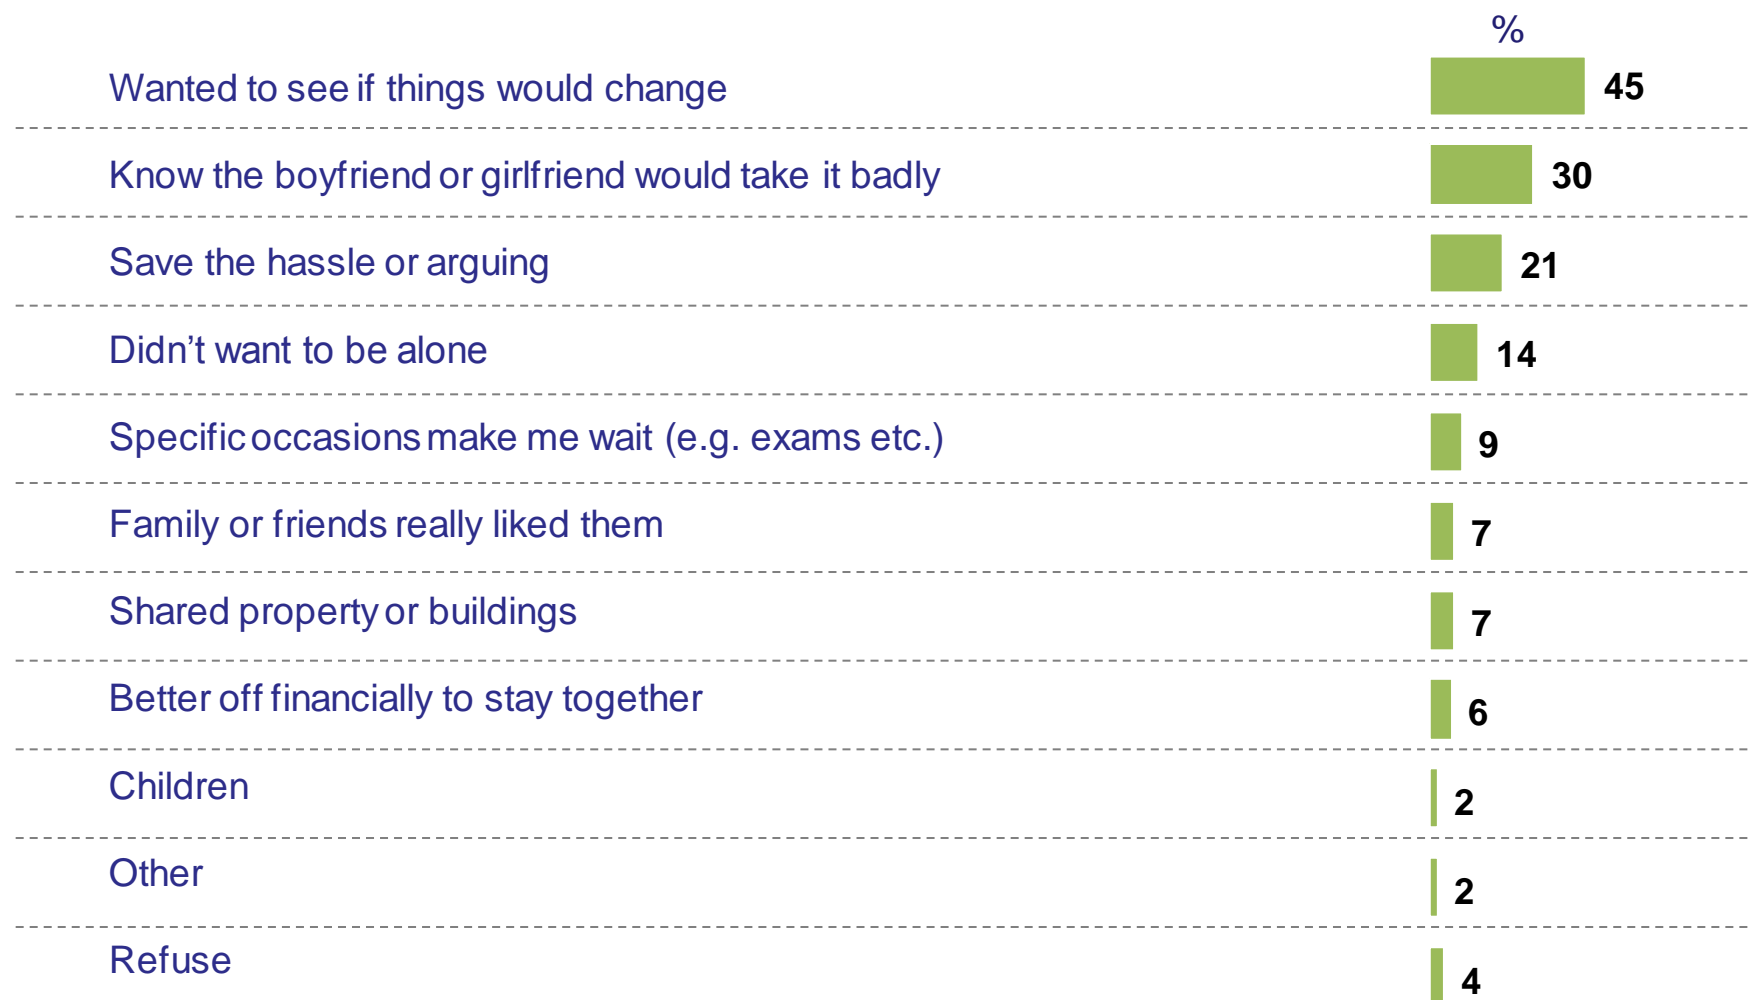 %
Wanted to see if things would change 45
Know the boyfriend or girlfriend would take it badly 30
Save the hassle or arguing 21
Didn’t want to be alone 14
Specific occasions make me wait (e.g. exams etc.) 9
Family or friends really liked them 7
Shared property or buildings 7
Better off financially to stay together 6
Children 2
Other 2
Refuse 4